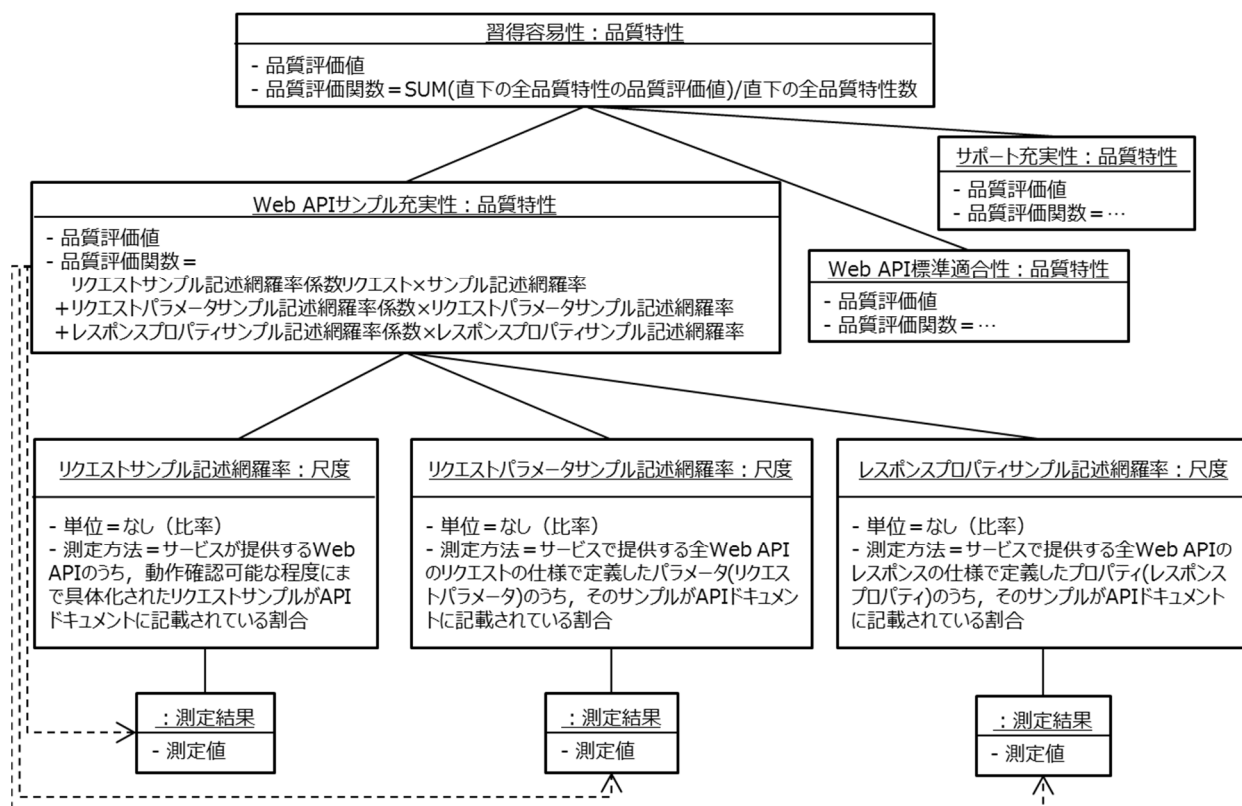 習得容易性：品質特性
- 品質評価値
- 品質評価関数＝SUM(直下の全品質特性の品質評価値)/直下の全品質特性数
サポート充実性：品質特性
- 品質評価値
- 品質評価関数＝…
Web APIサンプル充実性：品質特性
- 品質評価値
- 品質評価関数＝
リクエストサンプル記述網羅率係数リクエスト×サンプル記述網羅率
＋リクエストパラメータサンプル記述網羅率係数×リクエストパラメータサンプル記述網羅率
＋レスポンスプロパティサンプル記述網羅率係数×レスポンスプロパティサンプル記述網羅率
Web API標準適合性：品質特性
- 品質評価値
- 品質評価関数＝…
リクエストサンプル記述網羅率：尺度
- 単位＝なし（比率）
- 測定方法＝サービスが提供するWeb
APIのうち，動作確認可能な程度にま
で具体化されたリクエストサンプルがAPI
ドキュメントに記載されている割合
リクエストパラメータサンプル記述網羅率：尺度
- 単位＝なし（比率）
- 測定方法＝サービスで提供する全Web API
のリクエストの仕様で定義したパラメータ(リクエス
トパラメータ)のうち，そのサンプルがAPIドキュメン
トに記載されている割合
レスポンスプロパティサンプル記述網羅率：尺度
- 単位＝なし（比率）
- 測定方法＝サービスで提供する全Web APIの
レスポンスの仕様で定義したプロパティ(レスポンス
プロパティ)のうち，そのサンプルがAPIドキュメント
に記載されている割合
：測定結果
- 測定値
：測定結果
- 測定値
：測定結果
- 測定値